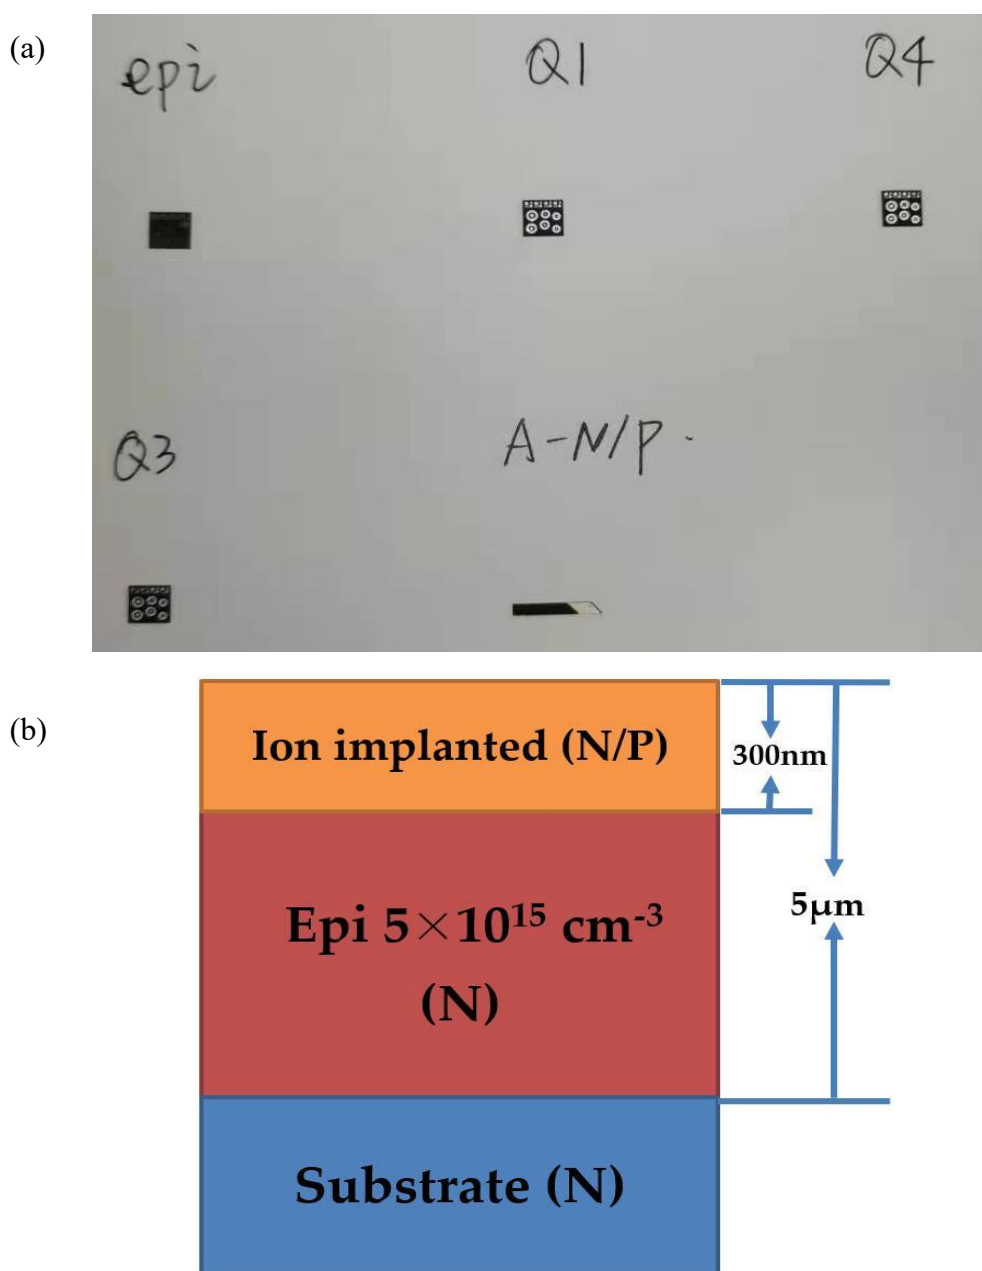 (a)
epi
Q1
Q4
Q3
A-N/P
(b)
Ion implanted (N/P)
300nm
Epi 5×10¹⁵ cm⁻³
(N)
5μm
Substrate (N)